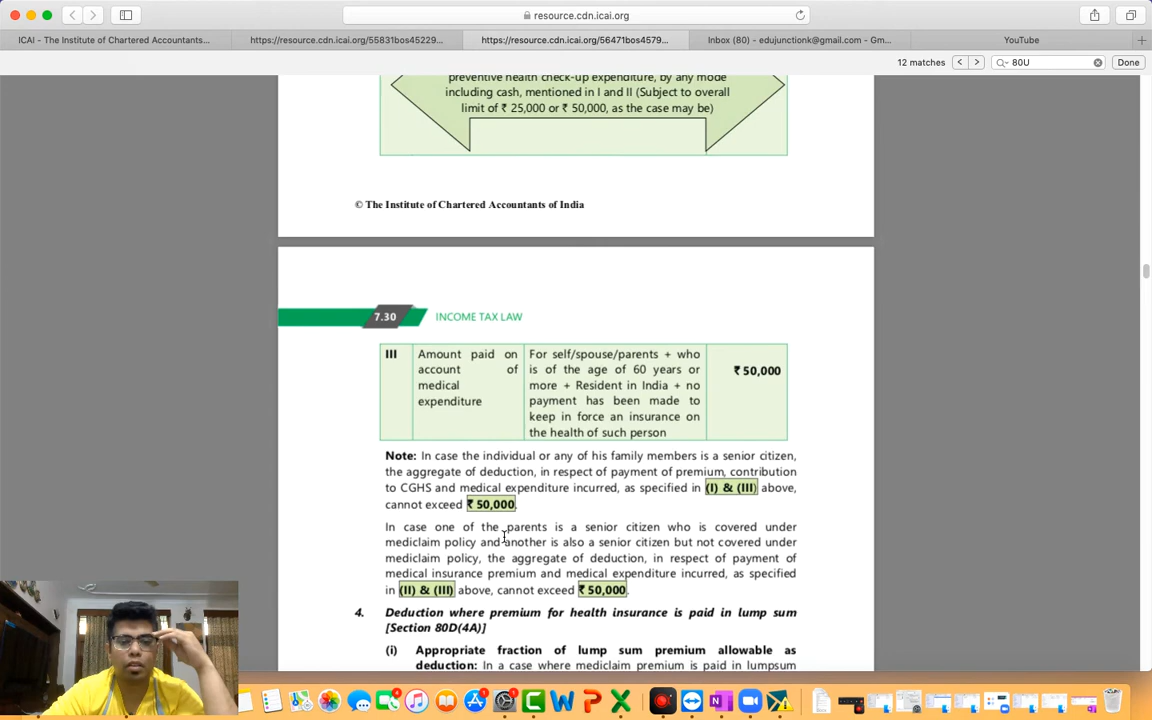 resource.cdn.icai.org
ICAI - The Institute of Chartered Accountants...
https://resource.cdn.icai.org/55831bos45229...
https://resource.cdn.icai.org/56471bos4579...
Inbox (80) - edujunctionk@gmail.com - Gm...
YouTube
12 matches
80U
Done
preventive health check-up expenditure, by any mode
including cash, mentioned in I and II (Subject to overall
limit of ₹ 25,000 or ₹ 50,000, as the case may be)
© The Institute of Chartered Accountants of India
7.30 INCOME TAX LAW
III
Amount paid on
account of
medical
expenditure
For self/spouse/parents + who
is of the age of 60 years or
more + Resident in India + no
payment has been made to
keep in force an insurance on
the health of such person
₹ 50,000
Note: In case the individual or any of his family members is a senior citizen,
the aggregate of deduction, in respect of payment of premium, contribution
to CGHS and medical expenditure incurred, as specified in (I) & (III) above,
cannot exceed ₹ 50,000.
In case one of the parents is a senior citizen who is covered under
mediclaim policy and another is also a senior citizen but not covered under
mediclaim policy, the aggregate of deduction, in respect of payment of
medical insurance premium and medical expenditure incurred, as specified
in (II) & (III) above, cannot exceed ₹ 50,000.
4. Deduction where premium for health insurance is paid in lump sum
[Section 80D(4A)]
(i) Appropriate fraction of lump sum premium allowable as
deduction: In a case where mediclaim premium is paid in lumpsum